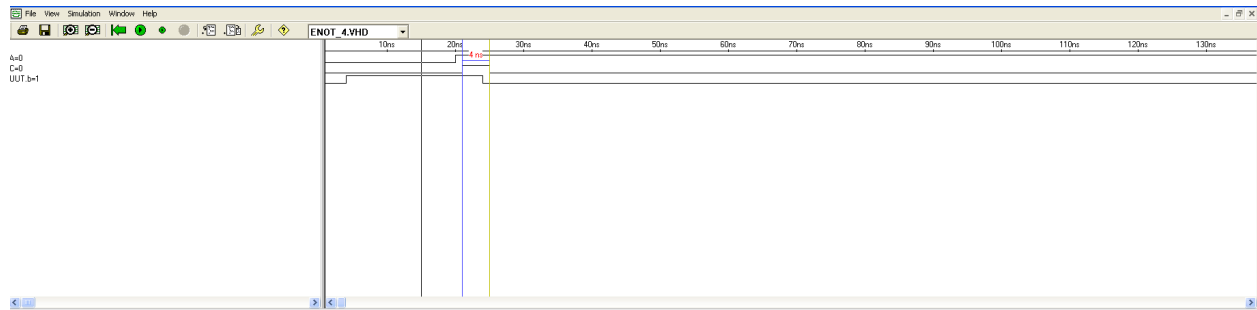 File View Simulation Window Help
ENOT_4.VHD
10ns 20ns 30ns 40ns 50ns 60ns 70ns 80ns 90ns 100ns 110ns 120ns 130ns
A=0
4 ns
C=0
UUT.b=1